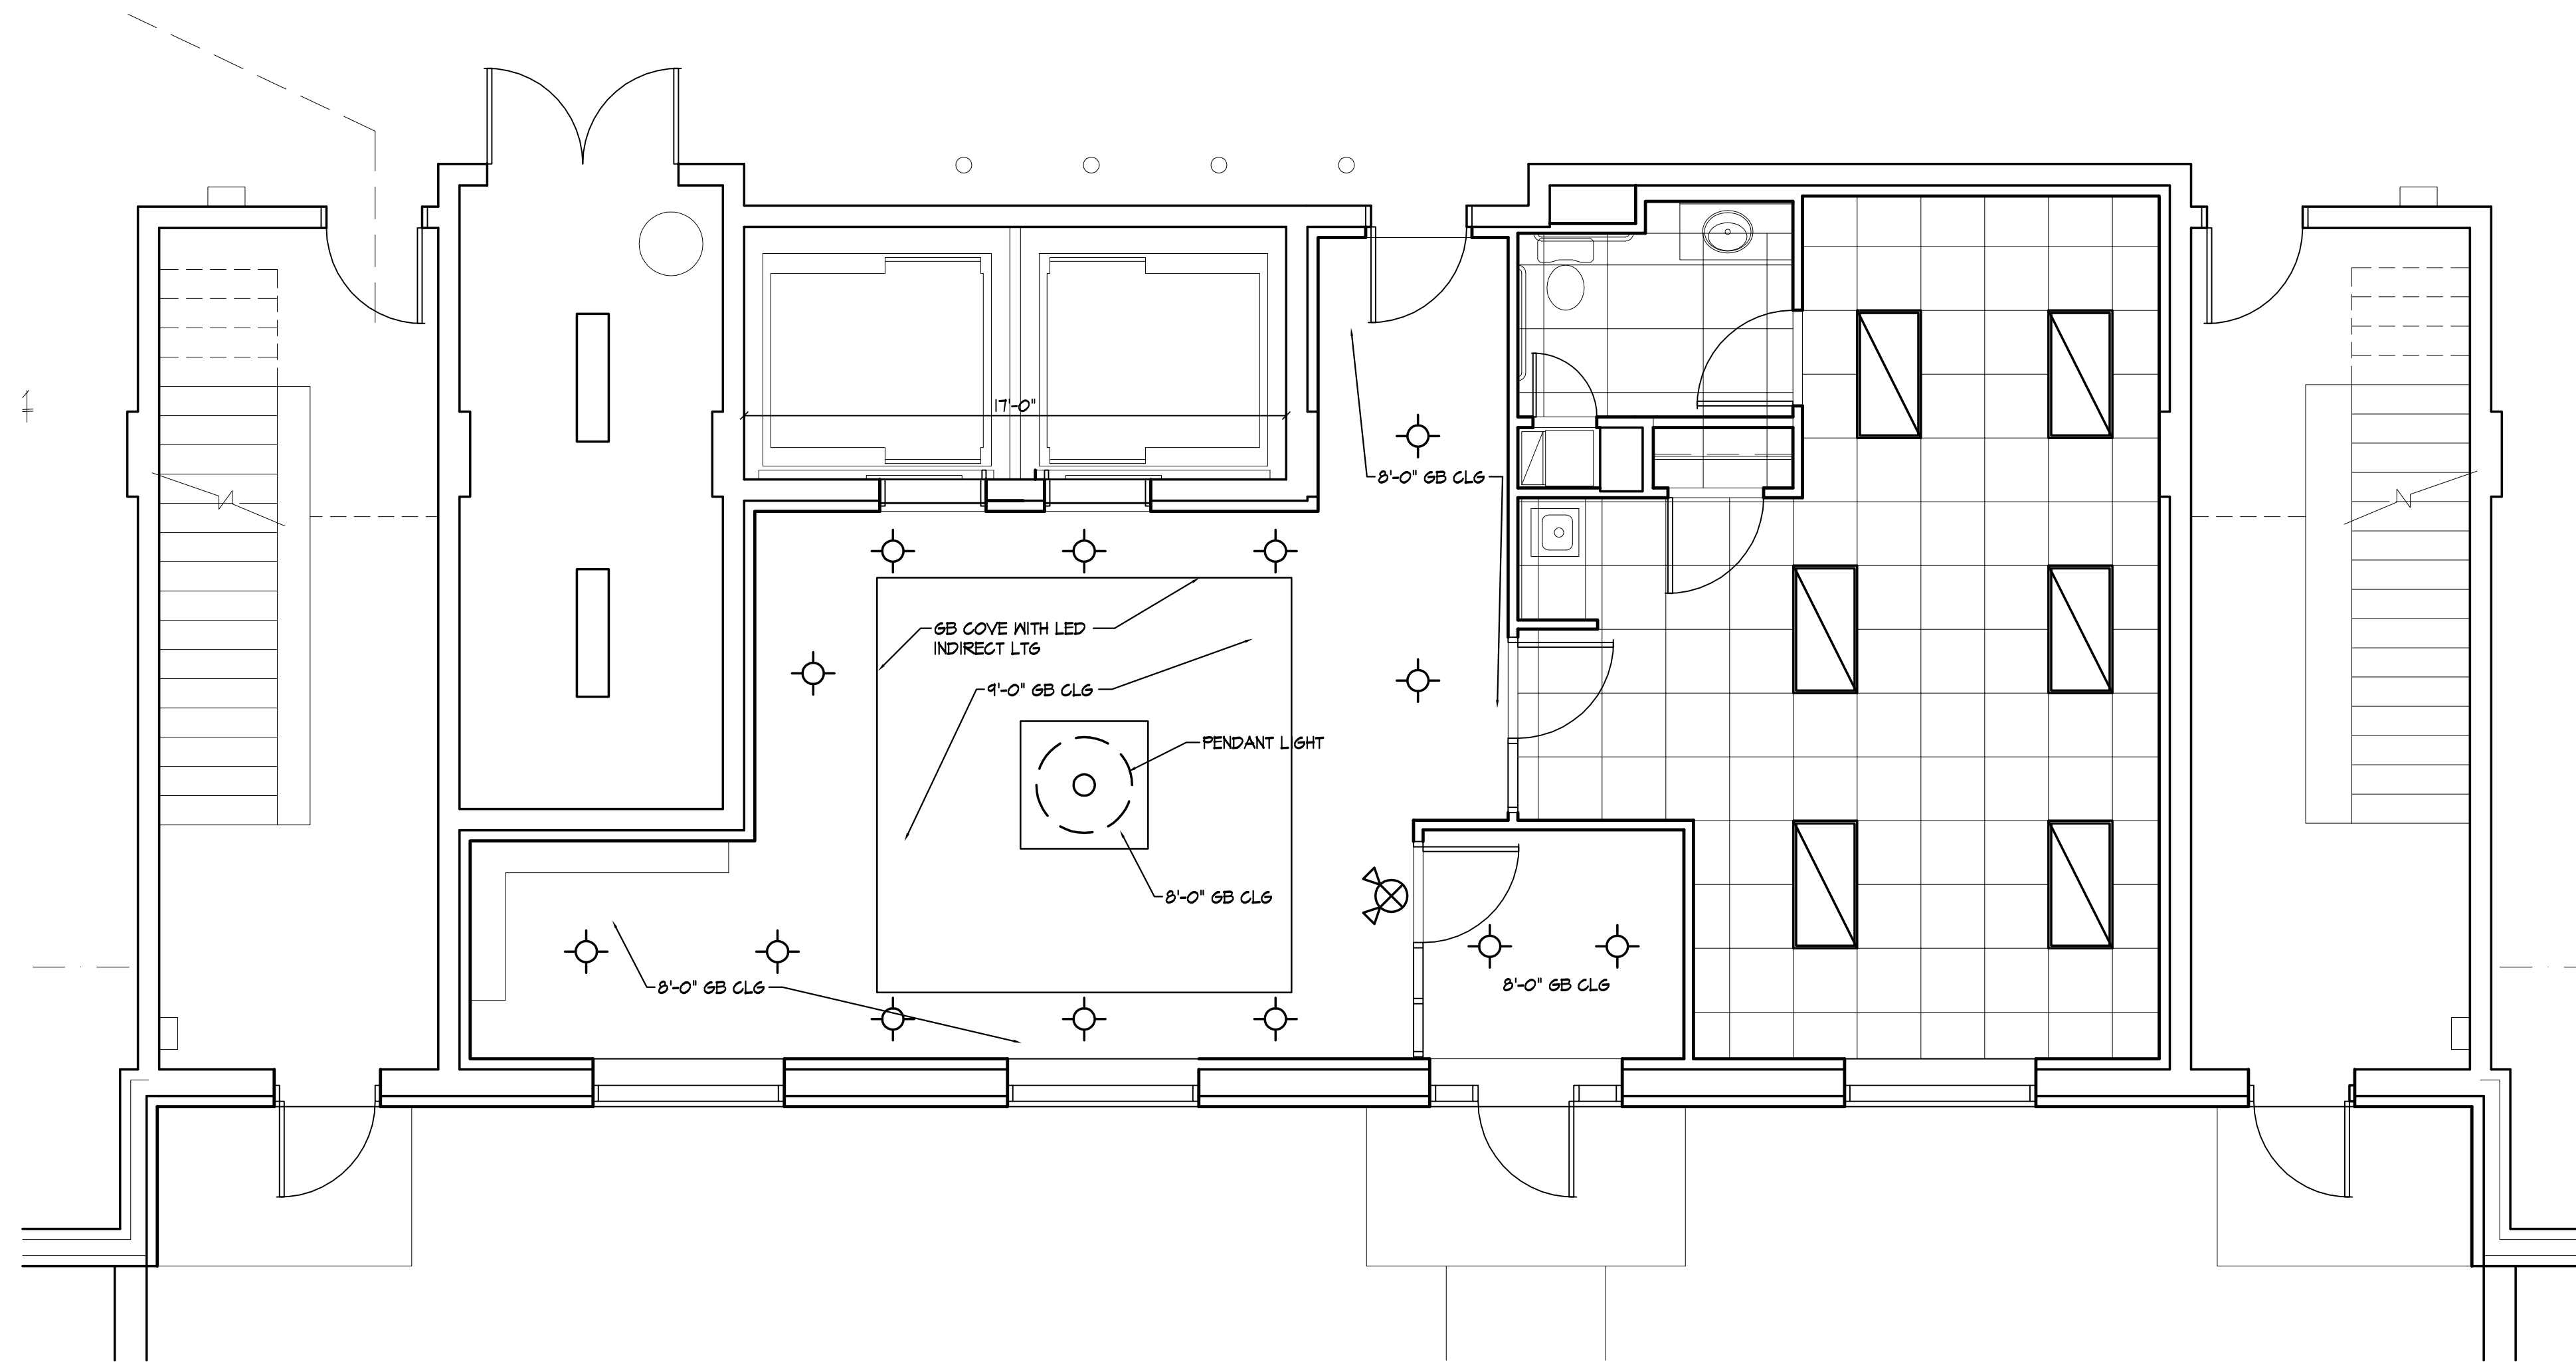 17'-0"
8'-0" GB CLG
GB COVE WITH LED
INDIRECT LTG
9'-0" GB CLG
PENDANT LIGHT
8'-0" GB CLG
8'-0" GB CLG
8'-0" GB CLG